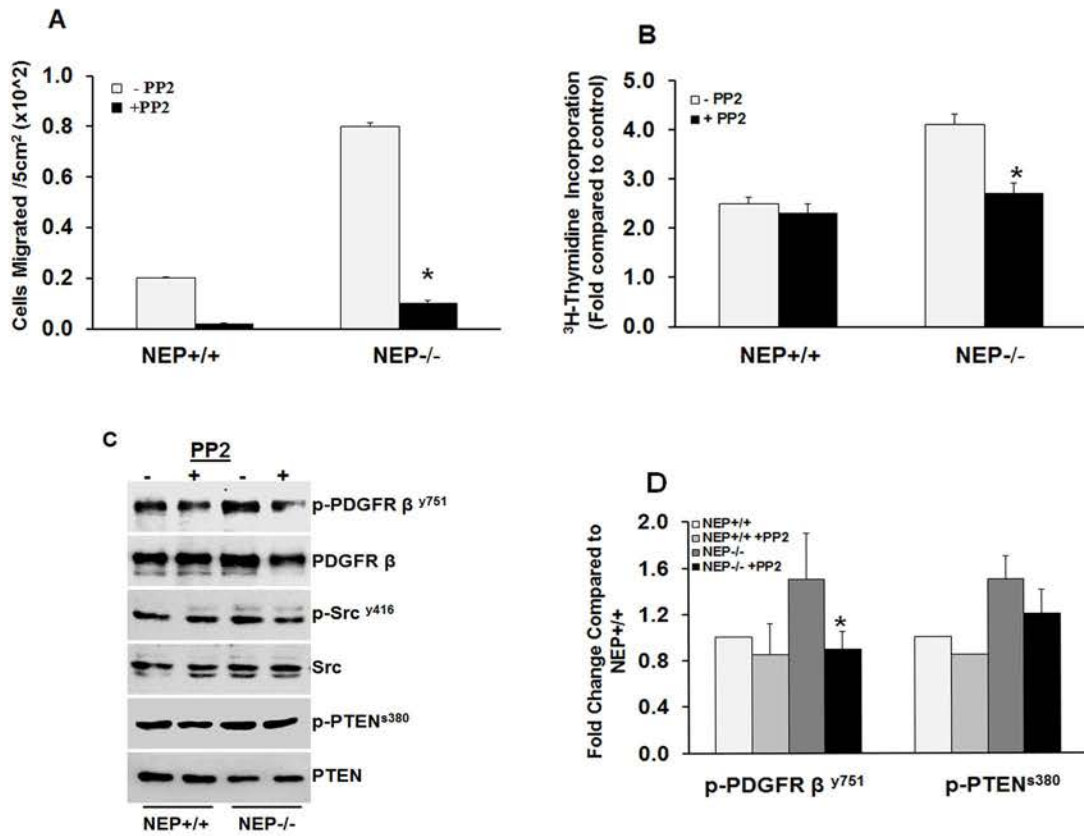 A
Cells Migrated /5cm² (x10^2)
1.0
0.8
0.6
0.4
0.2
0.0
- PP2
+PP2
*
NEP+/+ NEP-/-
B
³H-Thymidine Incorporation
(Fold compared to control)
5.0
4.0
3.0
2.0
1.0
0.0
- PP2
+ PP2
*
NEP+/+ NEP-/-
C
PP2
- + - +
p-PDGFR β y751
PDGFR β
p-Src y416
Src
p-PTENs380
PTEN
NEP+/+ NEP-/-
D
Fold Change Compared to
NEP+/+
2.0
1.6
1.2
0.8
0.4
0.0
NEP+/+
NEP+/+ +PP2
NEP-/-
NEP-/- +PP2
*
p-PDGFR β y751 p-PTENs380